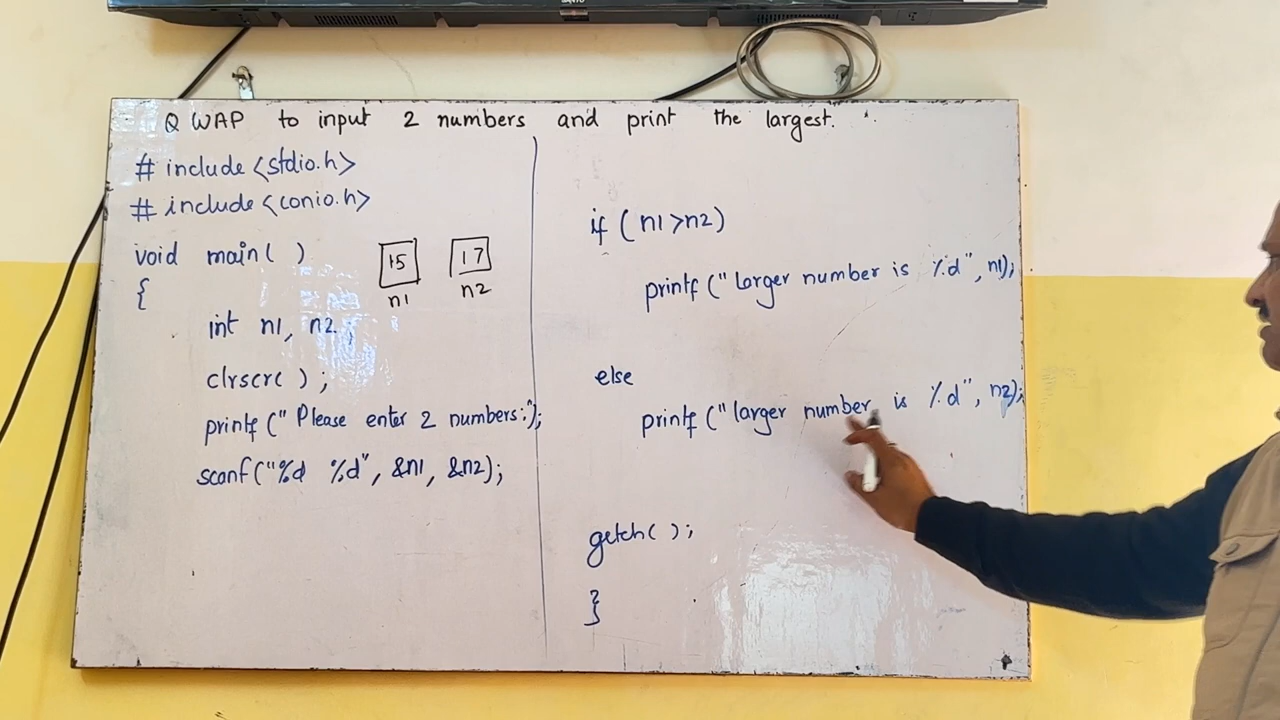 Q WAP to input 2 numbers and print the largest.
# include <stdio.h>
# include <conio.h>
void main( )
{
15 17
n1 n2
int n1, n2 ;
clrscr( ) ;
printf (" Please enter 2 numbers:");
scanf("%d %d", &n1, &n2);
if ( n1 >n2)
printf (" larger number is %d", n1);
else
printf (" larger number is %d", n2);
getch( );
}